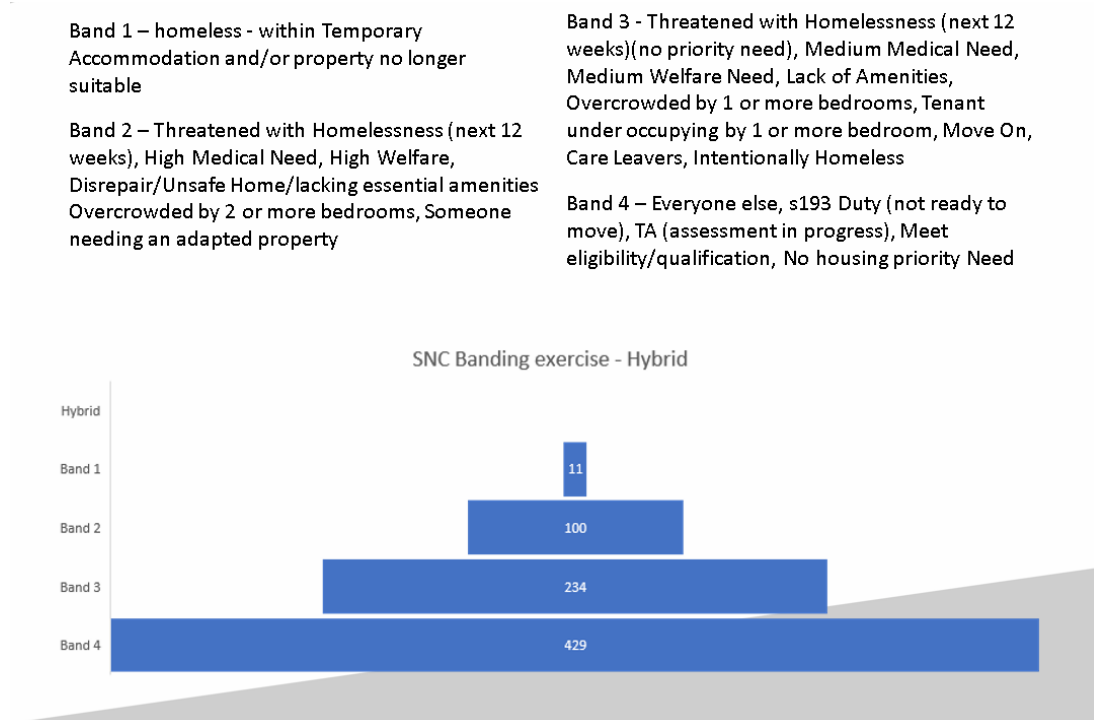 Band 1 – homeless - within Temporary
Accommodation and/or property no longer
suitable
Band 2 – Threatened with Homelessness (next 12
weeks), High Medical Need, High Welfare,
Disrepair/Unsafe Home/lacking essential amenities
Overcrowded by 2 or more bedrooms, Someone
needing an adapted property
Band 3 - Threatened with Homelessness (next 12
weeks)(no priority need), Medium Medical Need,
Medium Welfare Need, Lack of Amenities,
Overcrowded by 1 or more bedrooms, Tenant
under occupying by 1 or more bedroom, Move On,
Care Leavers, Intentionally Homeless
Band 4 – Everyone else, s193 Duty (not ready to
move), TA (assessment in progress), Meet
eligibility/qualification, No housing priority Need
SNC Banding exercise - Hybrid
Hybrid
Band 1
11
Band 2
100
Band 3
234
Band 4
429